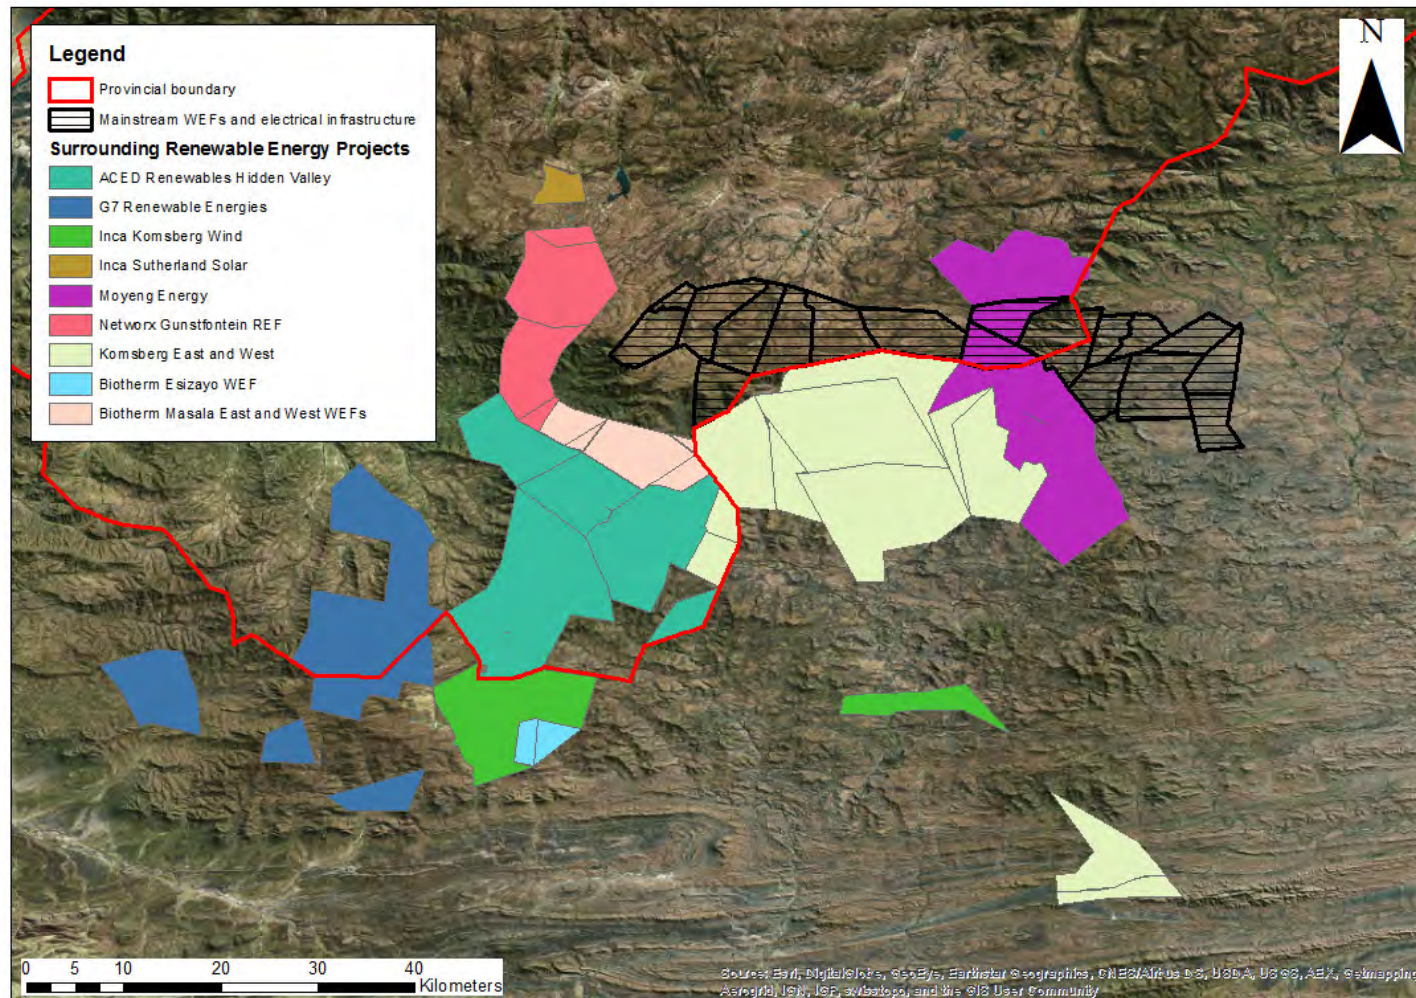 N
Legend
Provincial boundary
Mainstream WEFs and electrical infrastructure
Surrounding Renewable Energy Projects
ACED Renewables Hidden Valley
G7 Renewable Energies
Inca Komsberg Wind
Inca Sutherland Solar
Moyeng Energy
Networx Gunstfontein REF
Komsberg East and West
Biotherm Esizayo WEF
Biotherm Masala East and West WEFs
0 5 10 20 30 40
Kilometers
Source: Esri, DigitalGlobe, GeoEye, Earthstar Geographics, CNES/Airbus DS, USDA, USGS, AEX, Getmapping
Aerogrid, IGN, IGP, swisstopo, and the GIS User Community